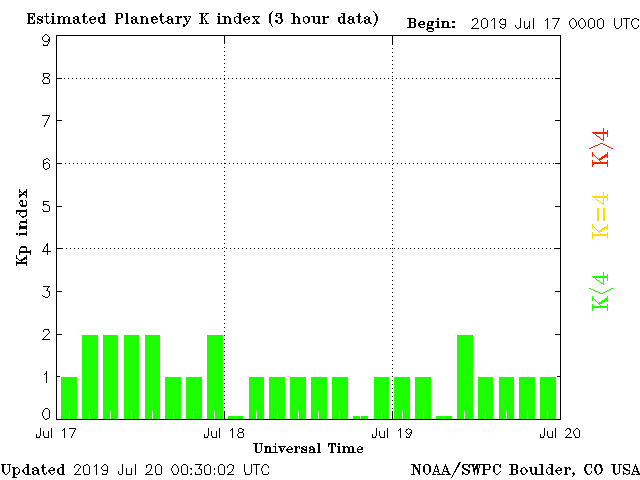 Estimated Planetary K index (3 hour data) Begin: 2019 Jul 17 0000 UTC
9
8
7
6
5
4
3
2
1
0
Kp index
K>4
K=4
K<4
Jul 17 Jul 18 Jul 19 Jul 20
Universal Time
Updated 2019 Jul 20 00:30:02 UTC NOAA/SWPC Boulder, CO USA